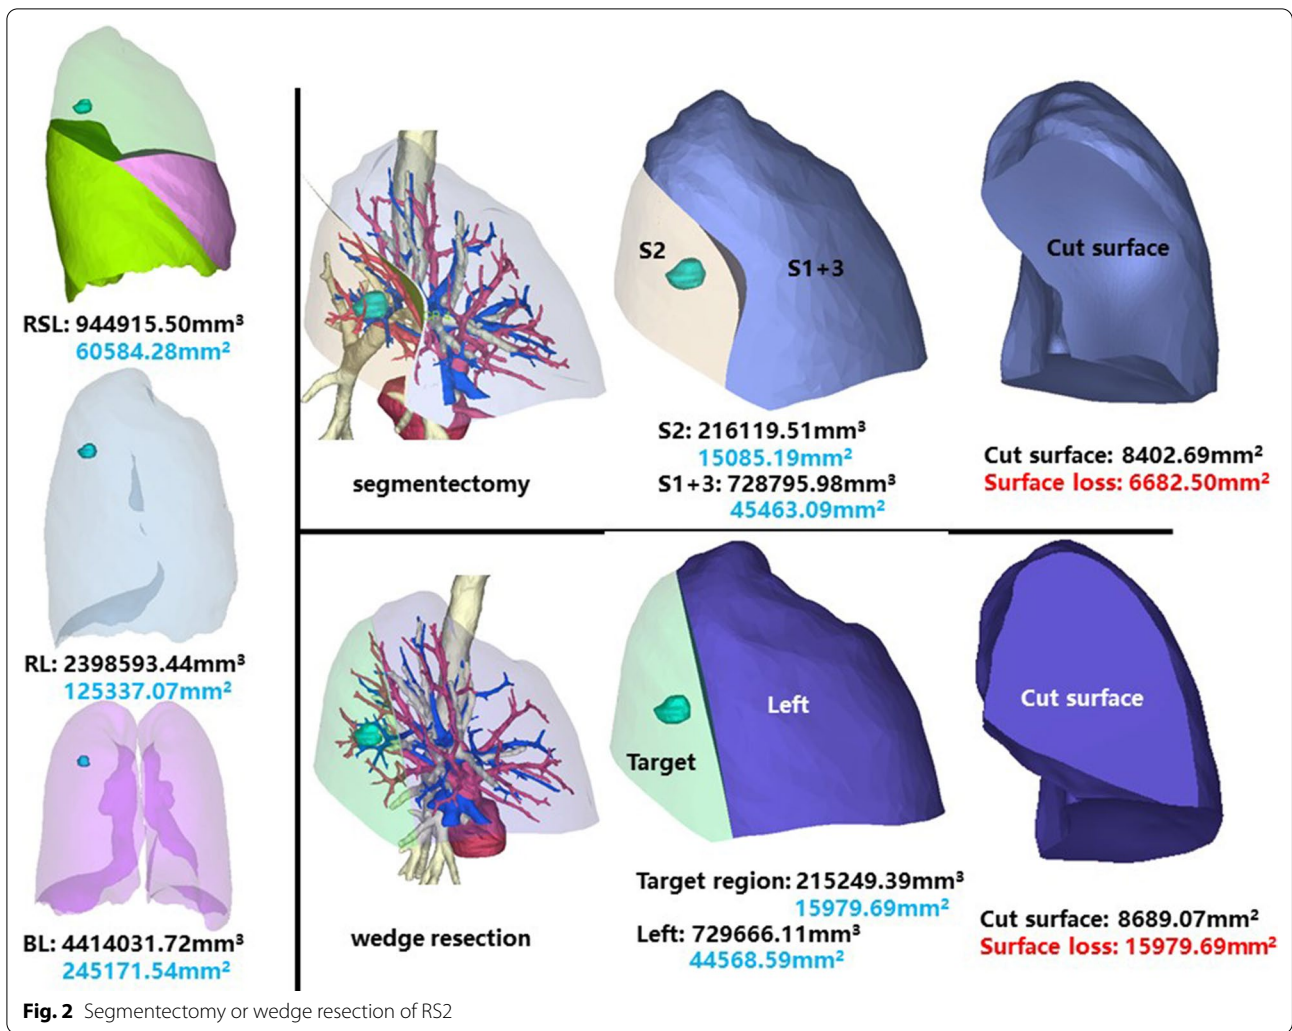 RSL: 944915.50mm³
60584.28mm²
RL: 2398593.44mm³
125337.07mm²
BL: 4414031.72mm³
245171.54mm²
segmentectomy
S2
S1+3
S2: 216119.51mm³
15085.19mm²
S1+3: 728795.98mm³
45463.09mm²
Cut surface
Cut surface: 8402.69mm²
Surface loss: 6682.50mm²
wedge resection
Target
Left
Target region: 215249.39mm³
15979.69mm²
Left: 729666.11mm³
44568.59mm²
Cut surface
Cut surface: 8689.07mm²
Surface loss: 15979.69mm²
Fig. 2 Segmentectomy or wedge resection of RS2